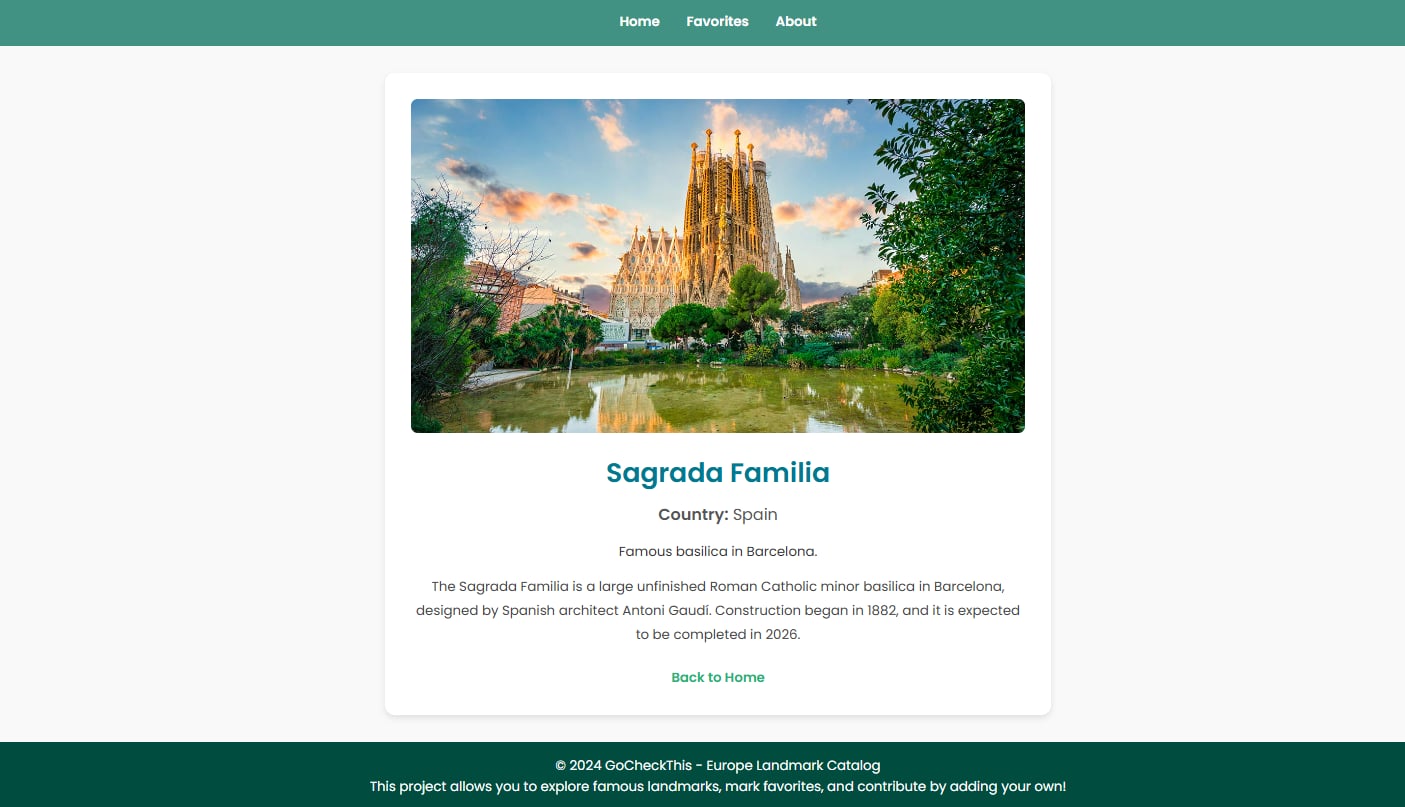 Home Favorites About
Sagrada Familia
Country: Spain
Famous basilica in Barcelona.
The Sagrada Familia is a large unfinished Roman Catholic minor basilica in Barcelona,
designed by Spanish architect Antoni Gaudí. Construction began in 1882, and it is expected
to be completed in 2026.
Back to Home
© 2024 GoCheckThis - Europe Landmark Catalog
This project allows you to explore famous landmarks, mark favorites, and contribute by adding your own!